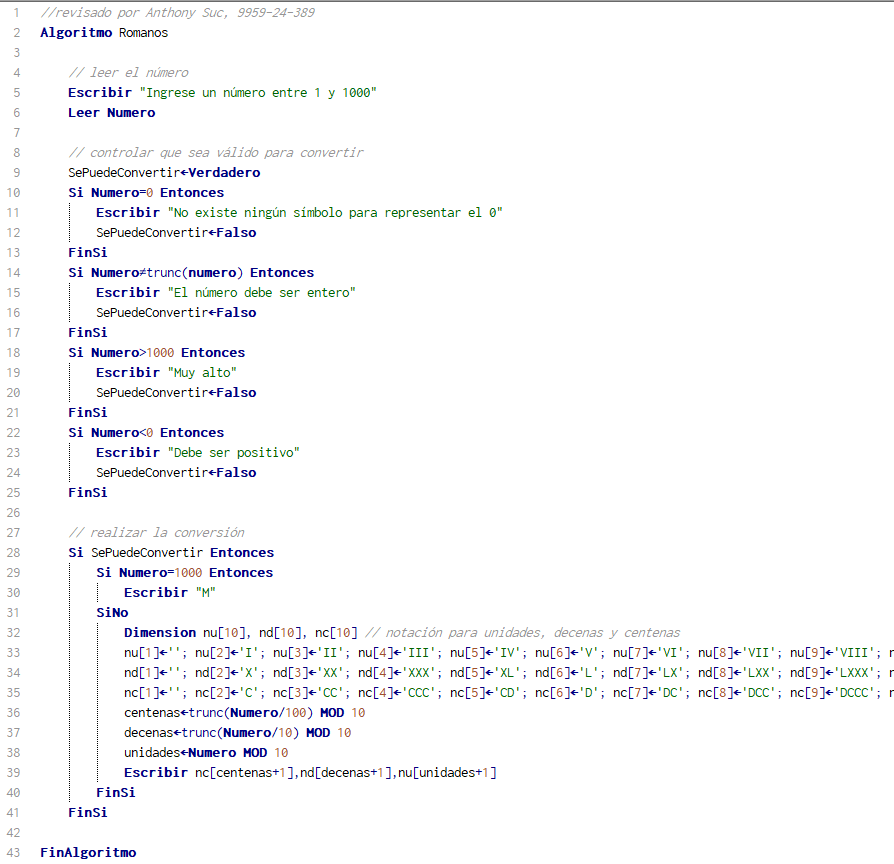 1 //revisado por Anthony Suc, 9959-24-389
2 Algoritmo Romanos
3
4 // leer el número
5 Escribir "Ingrese un número entre 1 y 1000"
6 Leer Numero
7
8 // controlar que sea válido para convertir
9 SePuedeConvertir←Verdadero
10 Si Numero=0 Entonces
11 Escribir "No existe ningún símbolo para representar el 0"
12 SePuedeConvertir←Falso
13 FinSi
14 Si Numero≠trunc(numero) Entonces
15 Escribir "El número debe ser entero"
16 SePuedeConvertir←Falso
17 FinSi
18 Si Numero>1000 Entonces
19 Escribir "Muy alto"
20 SePuedeConvertir←Falso
21 FinSi
22 Si Numero<0 Entonces
23 Escribir "Debe ser positivo"
24 SePuedeConvertir←Falso
25 FinSi
26
27 // realizar la conversión
28 Si SePuedeConvertir Entonces
29 Si Numero=1000 Entonces
30 Escribir "M"
31 SiNo
32 Dimension nu[10], nd[10], nc[10] // notación para unidades, decenas y centenas
33 nu[1]←''; nu[2]←'I'; nu[3]←'II'; nu[4]←'III'; nu[5]←'IV'; nu[6]←'V'; nu[7]←'VI'; nu[8]←'VII'; nu[9]←'VIII';
34 nd[1]←''; nd[2]←'X'; nd[3]←'XX'; nd[4]←'XXX'; nd[5]←'XL'; nd[6]←'L'; nd[7]←'LX'; nd[8]←'LXX'; nd[9]←'LXXX';
35 nc[1]←''; nc[2]←'C'; nc[3]←'CC'; nc[4]←'CCC'; nc[5]←'CD'; nc[6]←'D'; nc[7]←'DC'; nc[8]←'DCC'; nc[9]←'DCCC';
36 centenas←trunc(Numero/100) MOD 10
37 decenas←trunc(Numero/10) MOD 10
38 unidades←Numero MOD 10
39 Escribir nc[centenas+1],nd[decenas+1],nu[unidades+1]
40 FinSi
41 FinSi
42
43 FinAlgoritmo